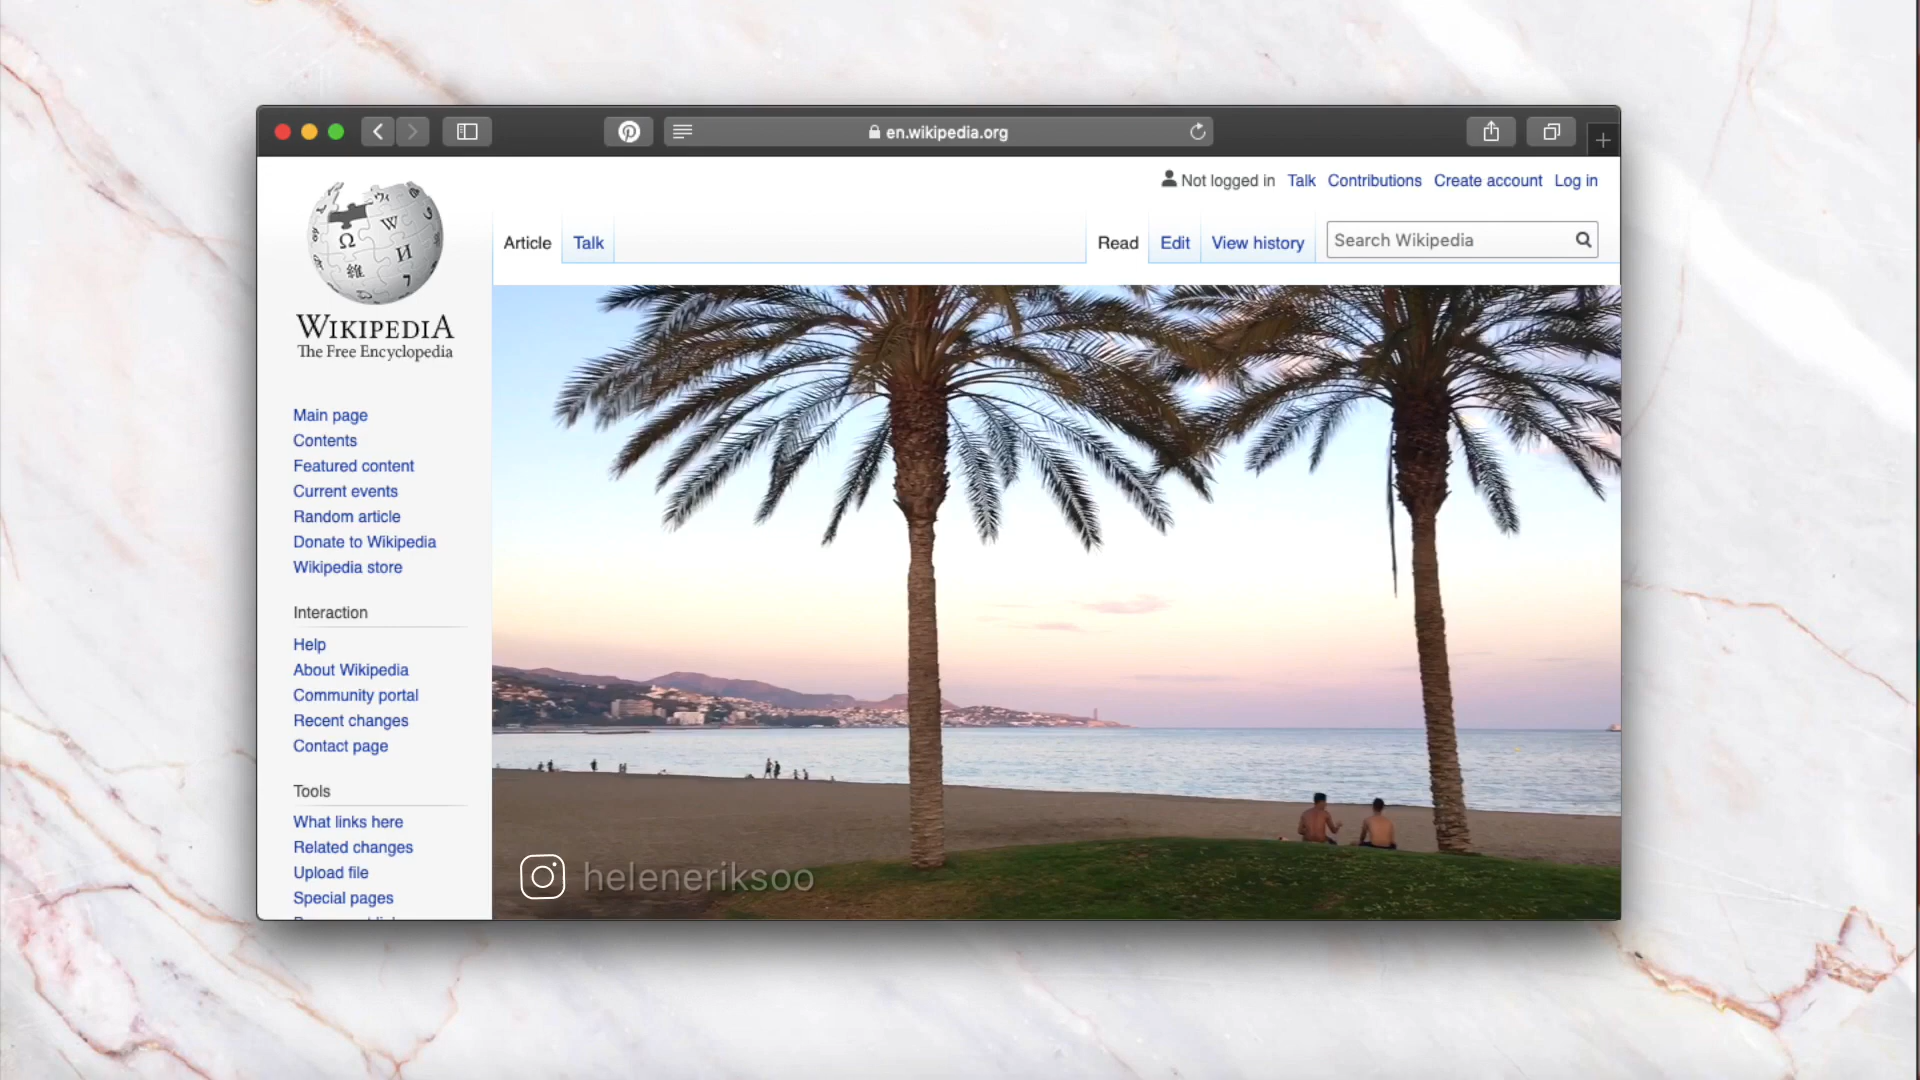 en.wikipedia.org
Not logged in Talk Contributions Create account Log in
Article Talk Read Edit View history Search Wikipedia
Ω W И 維
WIKIPEDIA
The Free Encyclopedia
Main page
Contents
Featured content
Current events
Random article
Donate to Wikipedia
Wikipedia store
Interaction
Help
About Wikipedia
Community portal
Recent changes
Contact page
Tools
What links here
Related changes
Upload file
Special pages
heleneriksoo